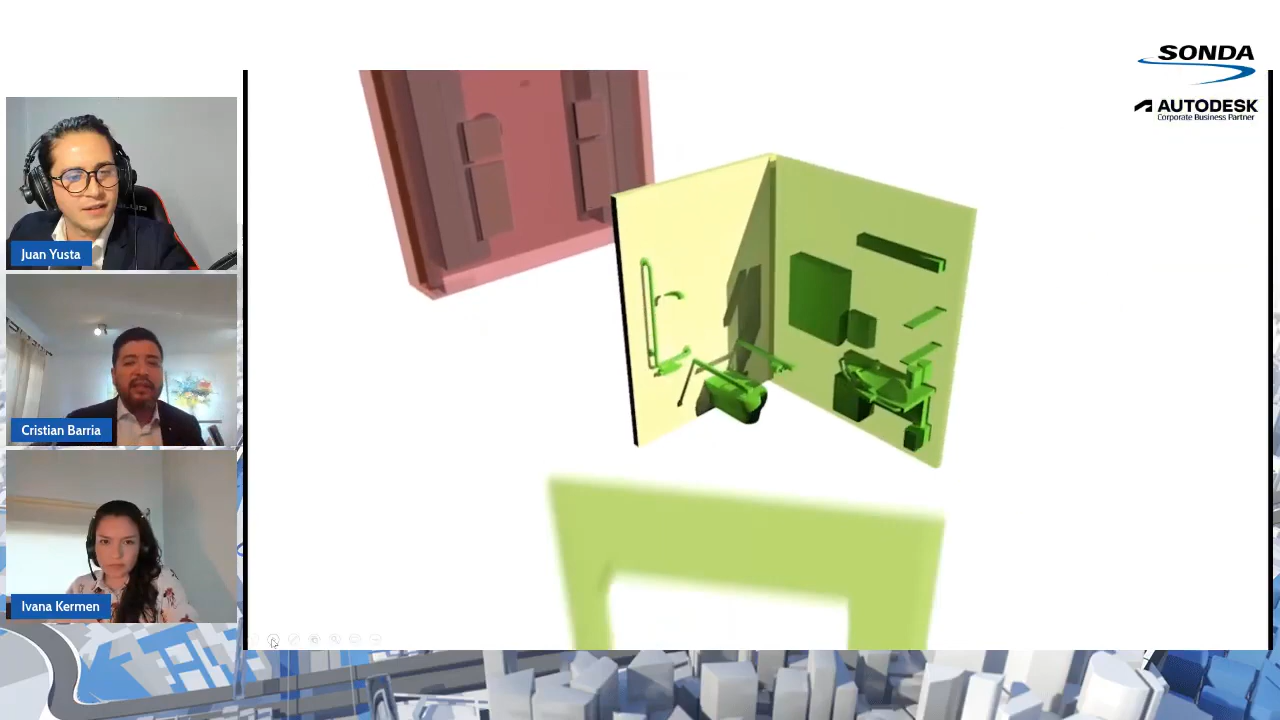 SONDA
AUTODESK
Corporate Business Partner
Juan Yusta
Cristian Barria
Ivana Kermen